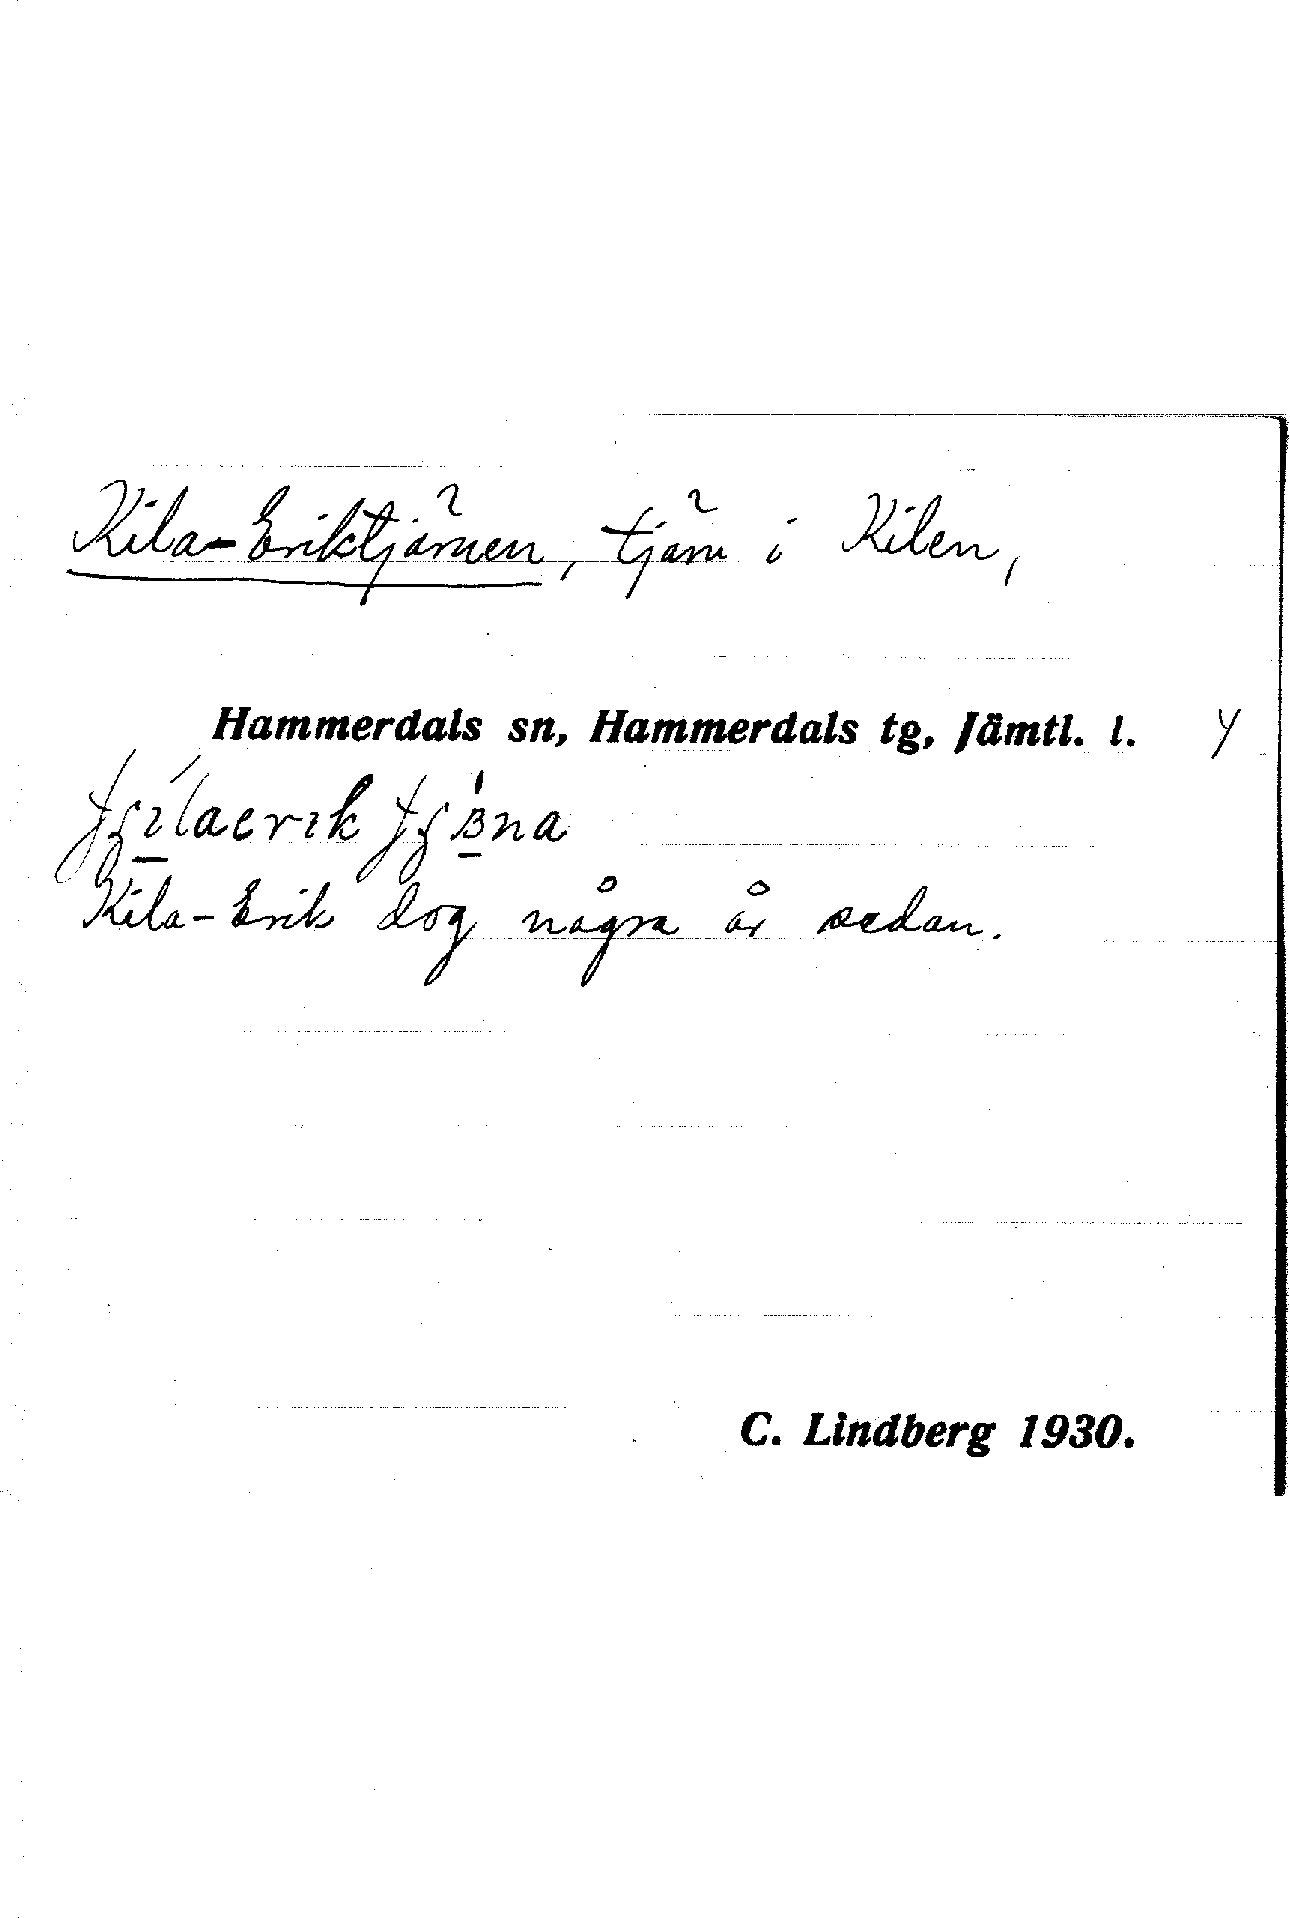 Kila-Eriktjärnen, tjärn i Kilen,
Hammerdals sn, Hammerdals tg, Jämtl. l. Y
Kila-Erik dog några år sedan.
C. Lindberg 1930.